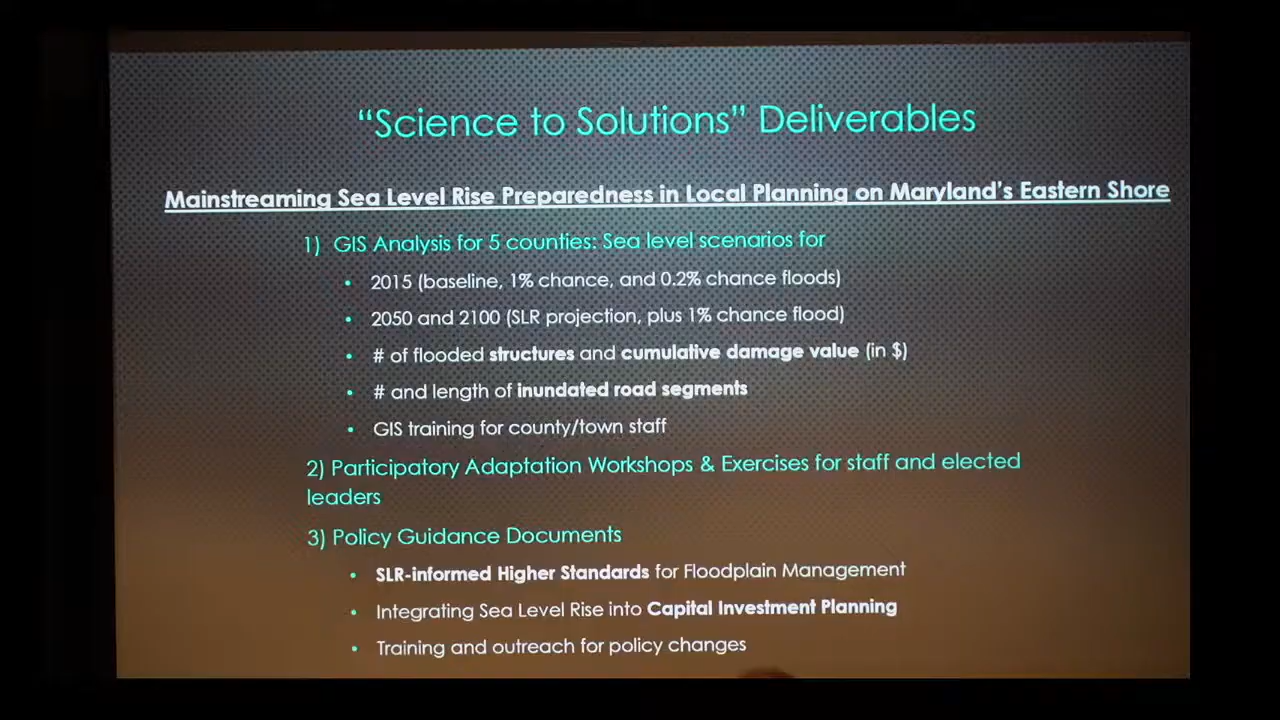 “Science to Solutions” Deliverables
Mainstreaming Sea Level Rise Preparedness in Local Planning on Maryland’s Eastern Shore
1) GIS Analysis for 5 counties: Sea level scenarios for
• 2015 (baseline, 1% chance, and 0.2% chance floods)
• 2050 and 2100 (SLR projection, plus 1% chance flood)
• # of flooded structures and cumulative damage value (in $)
• # and length of inundated road segments
• GIS training for county/town staff
2) Participatory Adaptation Workshops & Exercises for staff and elected
leaders
3) Policy Guidance Documents
• SLR-informed Higher Standards for Floodplain Management
• Integrating Sea Level Rise into Capital Investment Planning
• Training and outreach for policy changes